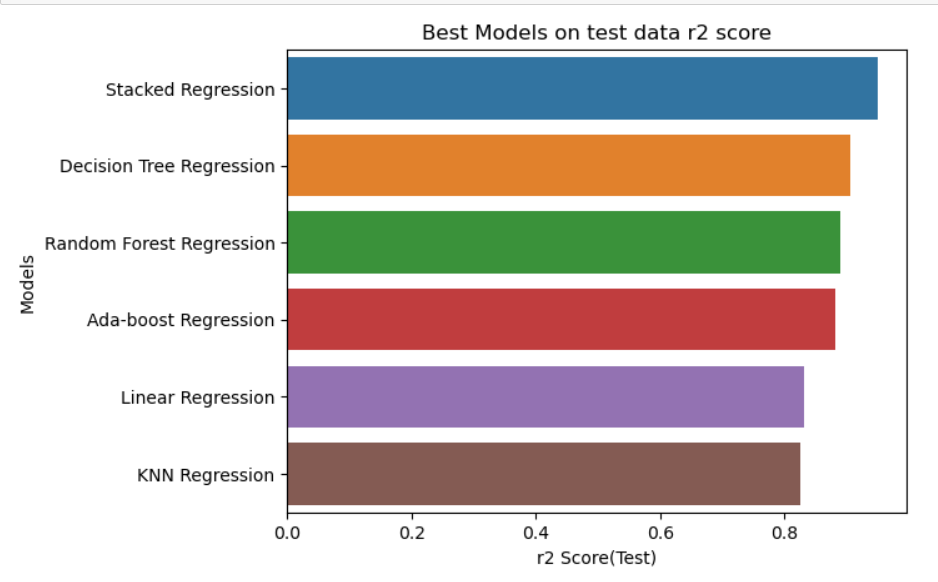 Best Models on test data r2 score
Stacked Regression
Decision Tree Regression
Random Forest Regression
Ada-boost Regression
Linear Regression
KNN Regression
Models
0.0 0.2 0.4 0.6 0.8
r2 Score(Test)